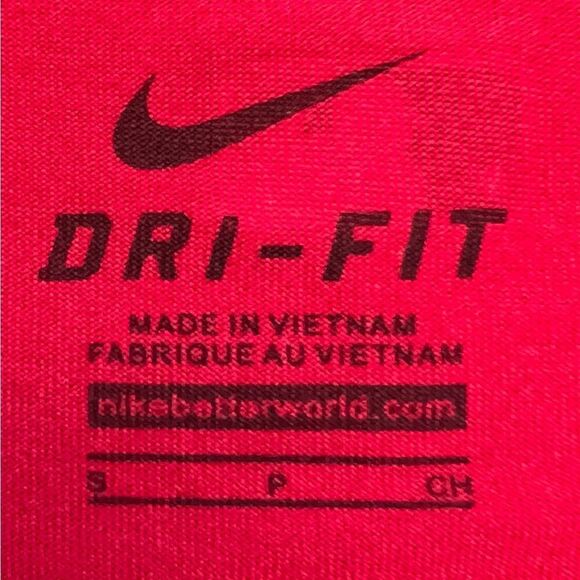 DRI-FIT
MADE IN VIETNAM
FABRIQUE AU VIETNAM
nikebetterworld.com
S P CH